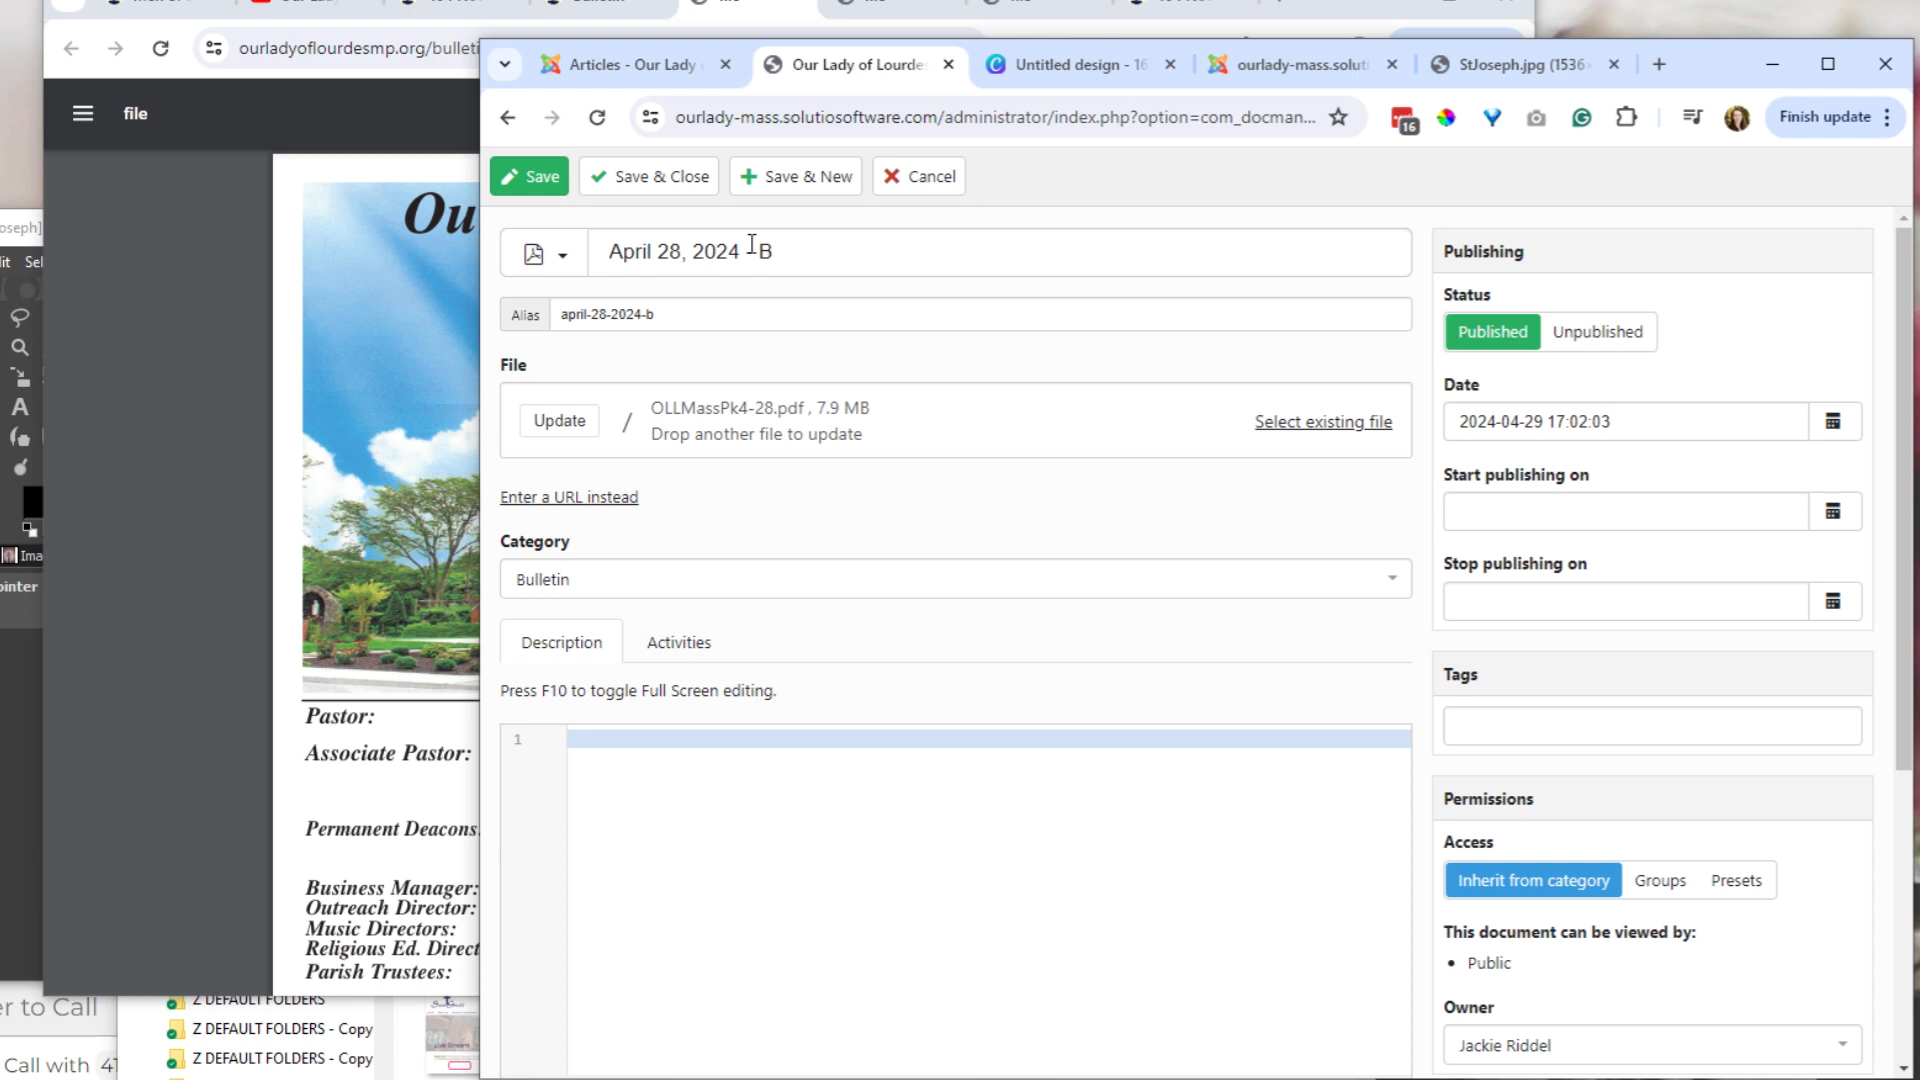 ourladyoflourdesmp.org/bulleti
file
Ou
Pastor:
Associate Pastor:
Permanent Deacons
Business Manager:
Outreach Director:
Music Directors:
Religious Ed. Direct
Parish Trustees:
oseph]
lit Sel
A
Ima
ointer
er to Call
Call with 41
Z DEFAULT FOLDERS
Z DEFAULT FOLDERS - Copy
Z DEFAULT FOLDERS - Copy
Articles - Our Lady
Our Lady of Lourde
Untitled design - 16
ourlady-mass.soluti
StJoseph.jpg (1536
ourlady-mass.solutiosoftware.com/administrator/index.php?option=com_docman...
16
Finish update
Save
Save & Close
Save & New
Cancel
April 28, 2024 -B
Alias
april-28-2024-b
File
Update
/
OLLMassPk4-28.pdf , 7.9 MB
Drop another file to update
Select existing file
Enter a URL instead
Category
Bulletin
Description
Activities
Press F10 to toggle Full Screen editing.
1
Publishing
Status
Published
Unpublished
Date
2024-04-29 17:02:03
Start publishing on
Stop publishing on
Tags
Permissions
Access
Inherit from category
Groups
Presets
This document can be viewed by:
Public
Owner
Jackie Riddel